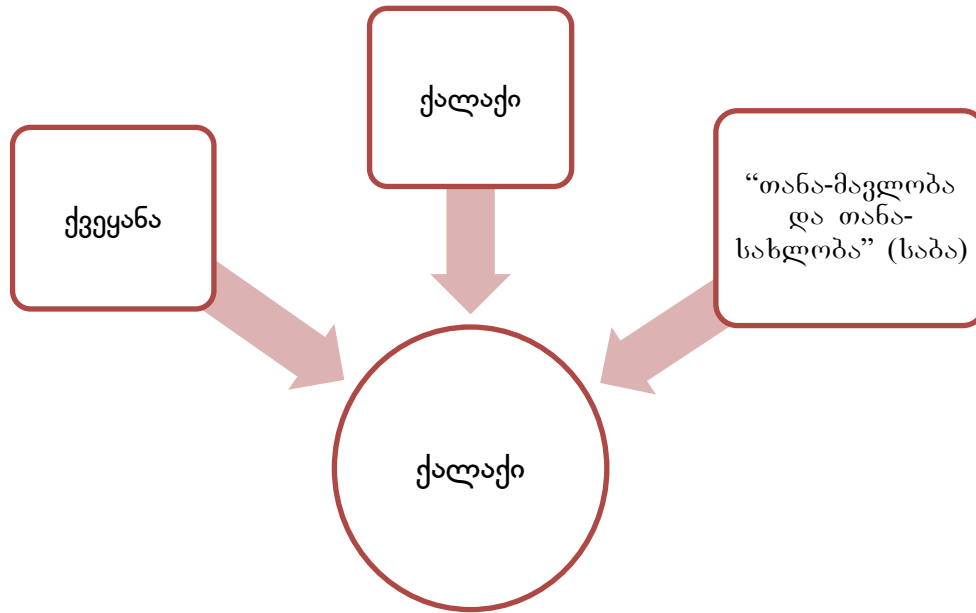 ქვეყანა
ქალაქი
“თანა-მავლობა
და თანა-
სახლობა” (საბა)
ქალაქი